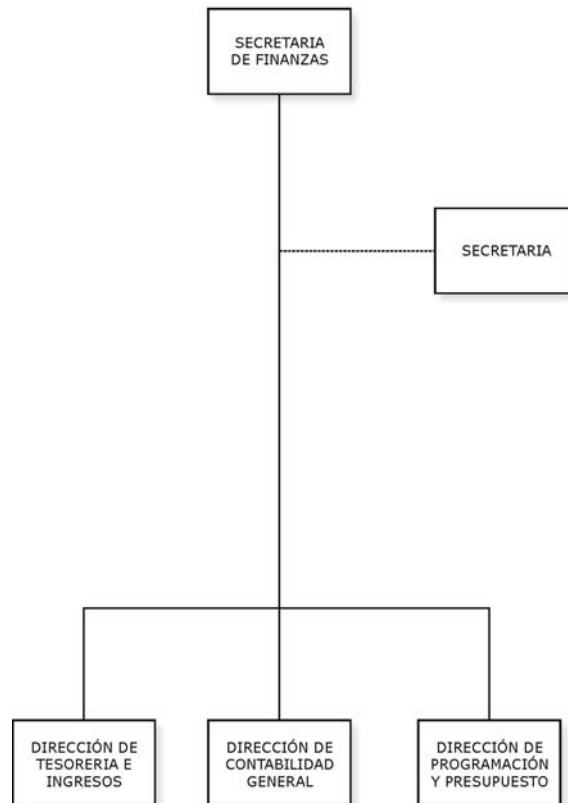 SECRETARIA
DE FINANZAS
SECRETARIA
DIRECCIÓN DE
TESORERIA E
INGRESOS
DIRECCIÓN DE
CONTABILIDAD
GENERAL
DIRECCIÓN DE
PROGRAMACIÓN
Y PRESUPUESTO